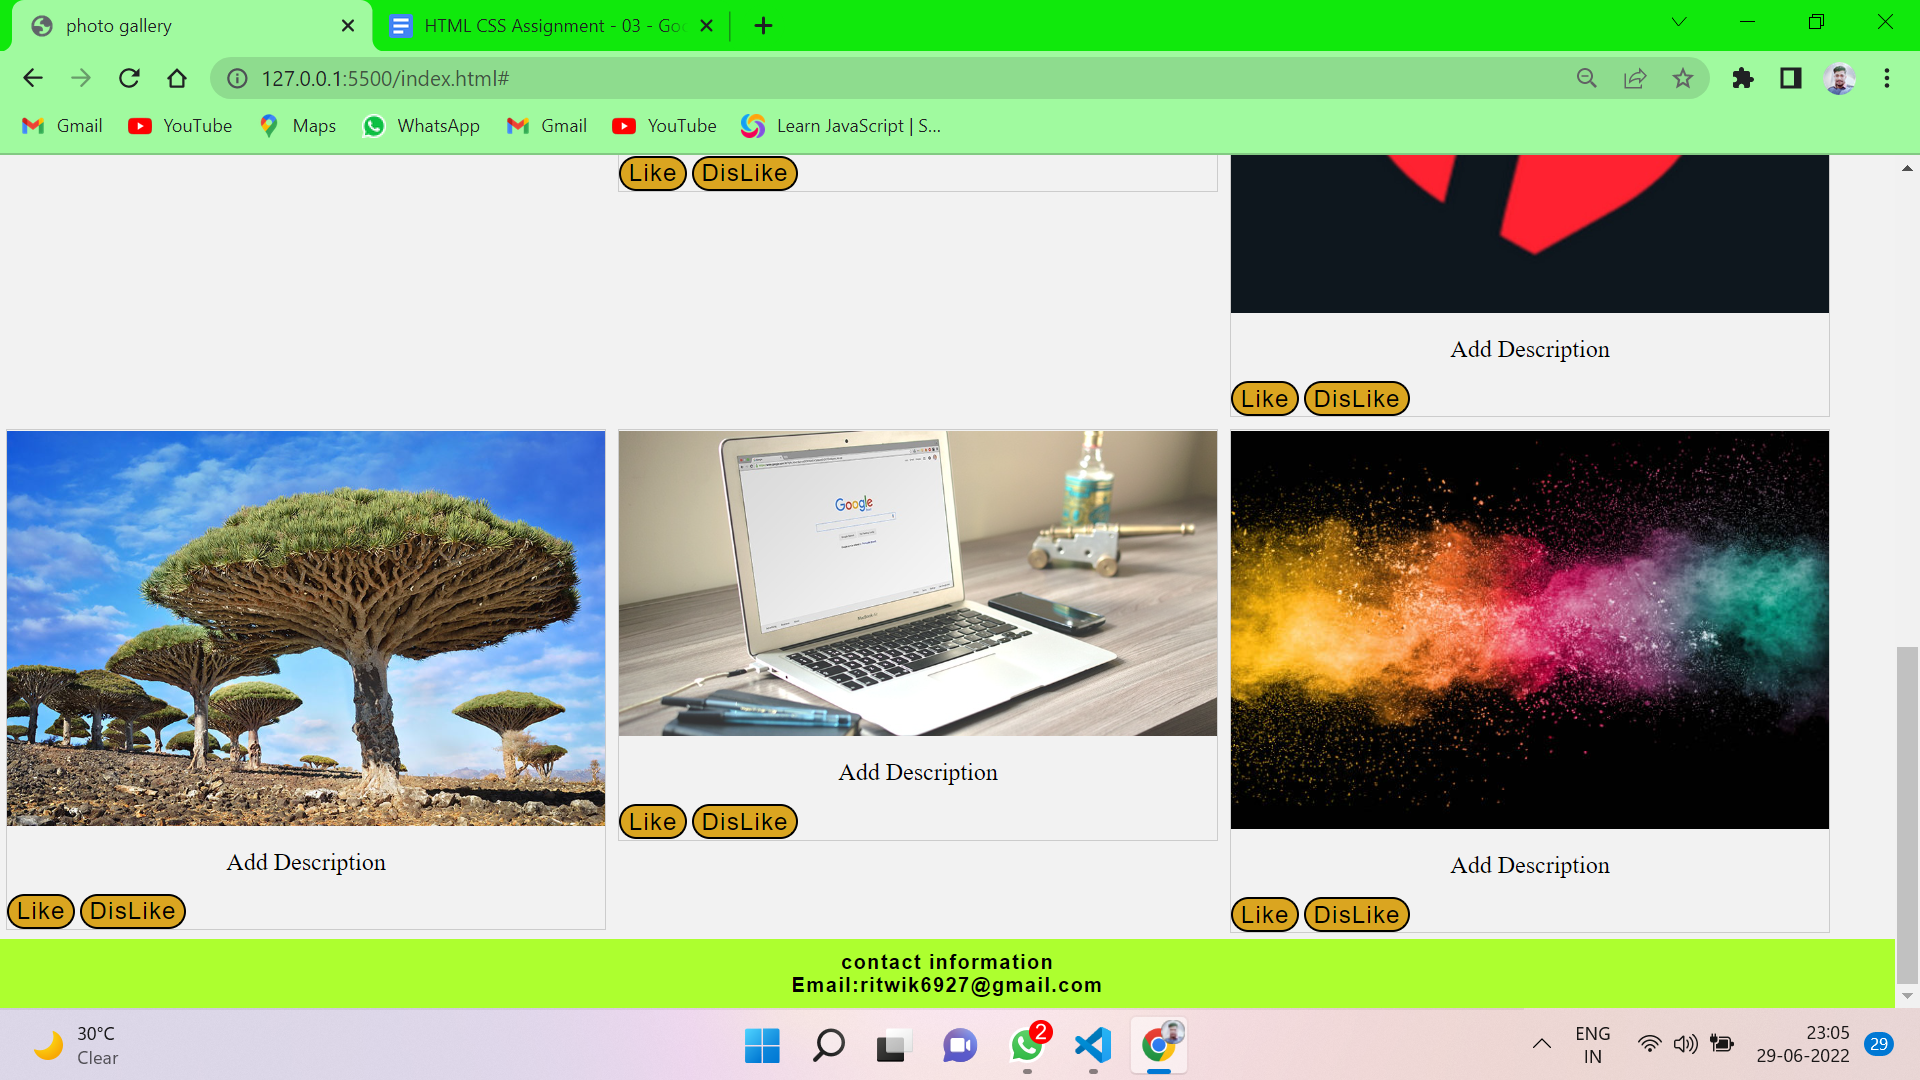 photo gallery
HTML CSS Assignment - 03 - Goo
127.0.0.1:5500/index.html#
Gmail
YouTube
Maps
WhatsApp
Gmail
YouTube
Learn JavaScript | S...
Like
DisLike
Add Description
Like
DisLike
Google
Add Description
Like
DisLike
Add Description
Like
DisLike
Add Description
Like
DisLike
contact information
Email:ritwik6927@gmail.com
30°C
Clear
2
ENG
IN
23:05
29-06-2022
29